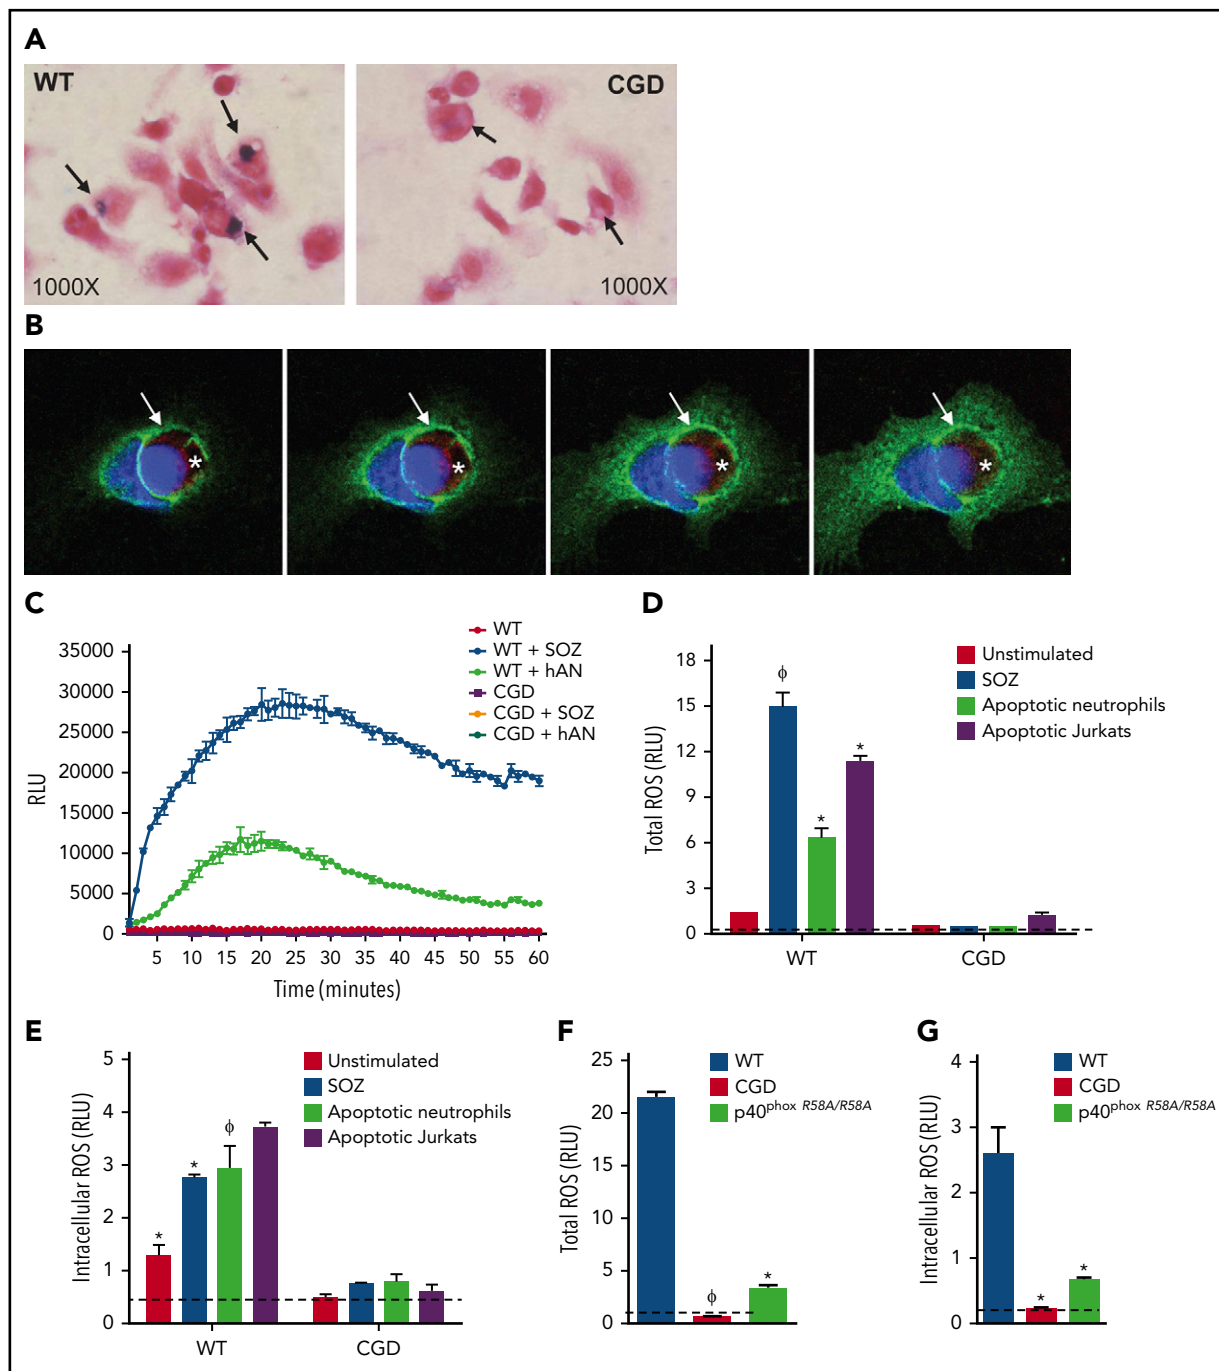 A
WT
CGD
1000X
1000X
B
*
*
*
*
C
WT
WT + SOZ
WT + hAN
CGD
CGD + SOZ
CGD + hAN
35000
30000
25000
20000
15000
10000
5000
0
RLU
5 10 15 20 25 30 35 40 45 50 55 60
Time (minutes)
D
Unstimulated
SOZ
Apoptotic neutrophils
Apoptotic Jurkats
18
15
12
9
6
3
0
Total ROS (RLU)
ϕ
*
*
WT CGD
E
Unstimulated
SOZ
Apoptotic neutrophils
Apoptotic Jurkats
5
4
3
2
1
0
Intracellular ROS (RLU)
*
*
ϕ
WT CGD
F
WT
CGD
p40phox R58A/R58A
25
20
15
10
5
0
Total ROS (RLU)
ϕ
*
G
WT
CGD
p40phox R58A/R58A
4
3
2
1
0
Intracellular ROS (RLU)
*
*